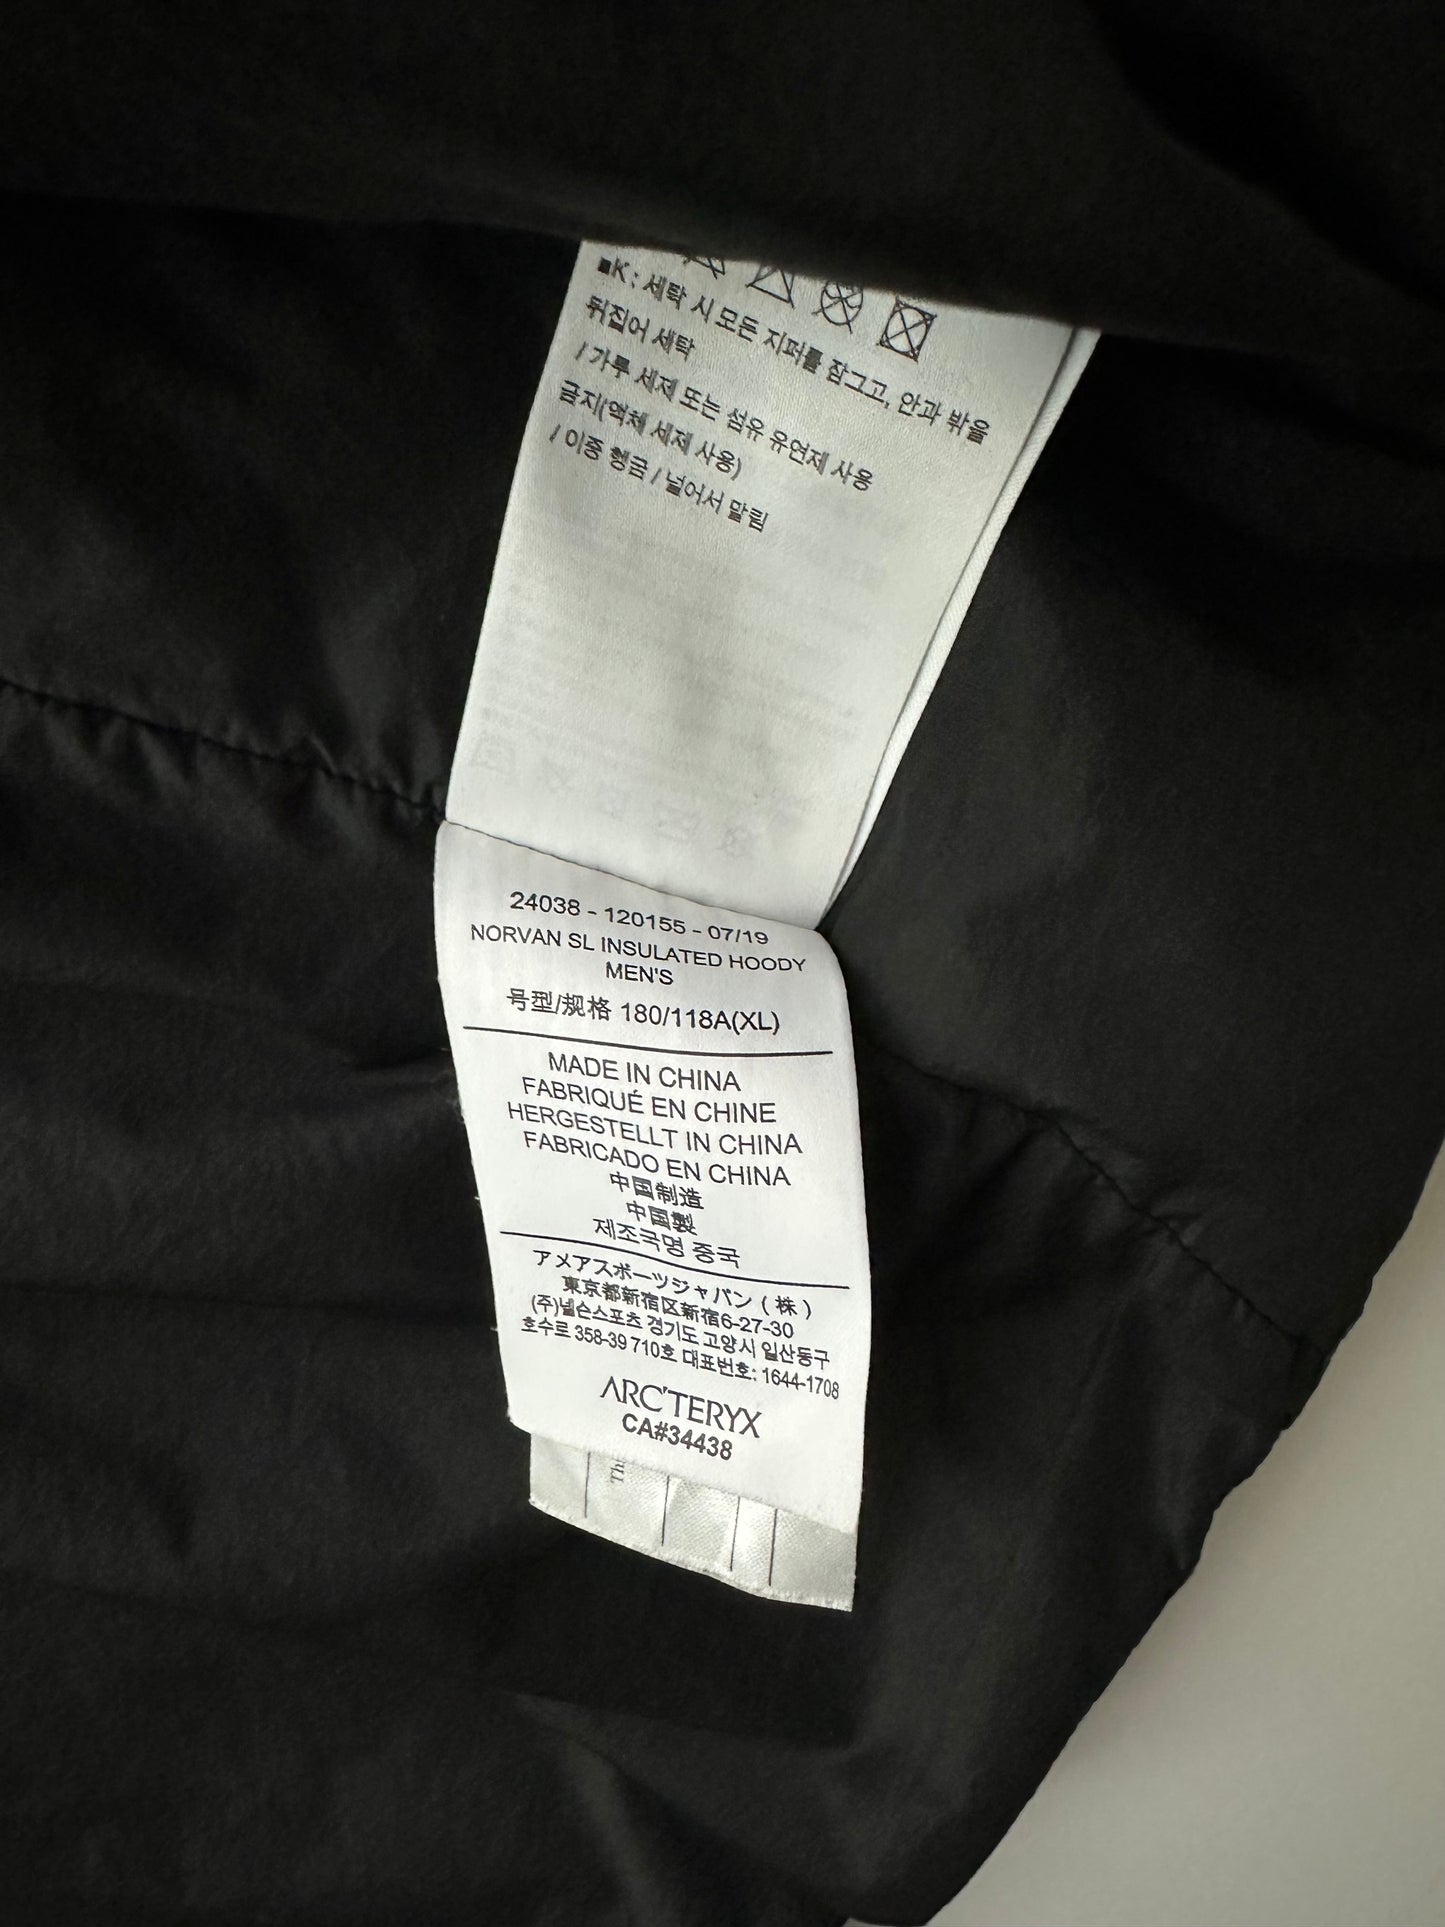 ■K : 세탁 시 모든 지퍼를 잠그고, 안과 밖을
뒤집어 세탁
/ 가루 세제 또는 섬유 유연제 사용
금지(액체 세제 사용)
/ 이중 헹굼 / 널어서 말림
24038 - 120155 - 07/19
NORVAN SL INSULATED HOODY
MEN'S
号型/规格 180/118A(XL)
MADE IN CHINA
FABRIQUÉ EN CHINE
HERGESTELLT IN CHINA
FABRICADO EN CHINA
中国制造
中国製
제조국명 중국
アメアスポーツジャパン ( 株 )
東京都新宿区新宿6-27-30
(주)넬슨스포츠 경기도 고양시 일산동구
호수로 358-39 710호 대표번호: 1644-1708
ARC'TERYX
CA#34438